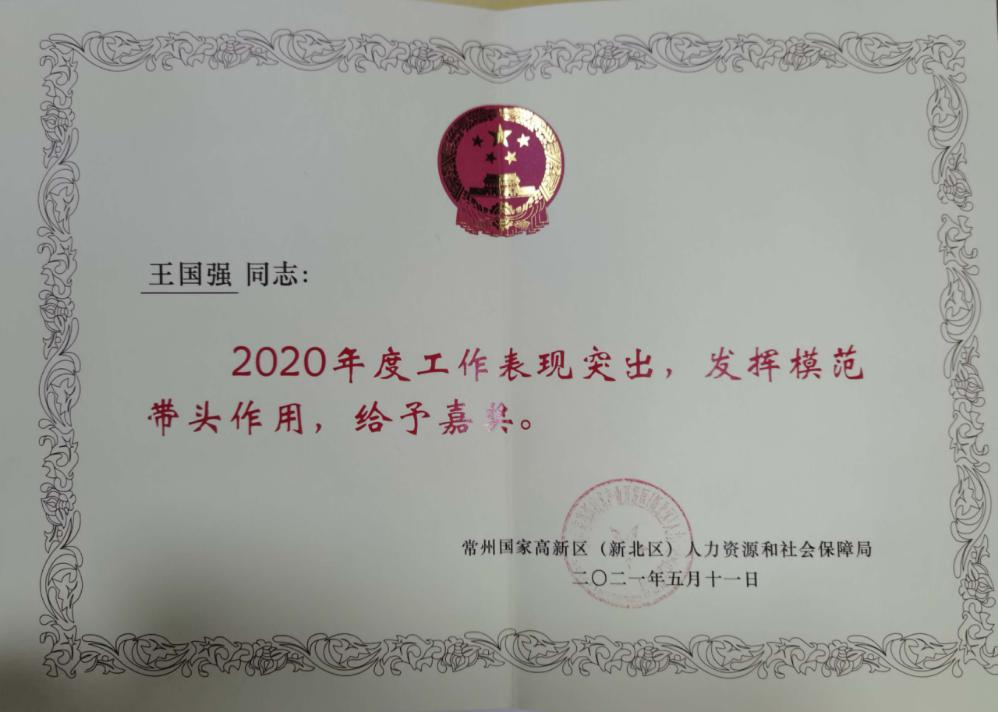 王国强 同志:
2020年度工作表现突出，发挥模范
带头作用，给予嘉奖。
常州国家高新区（新北区）人力资源和社会保障局
二〇二一年五月十一日